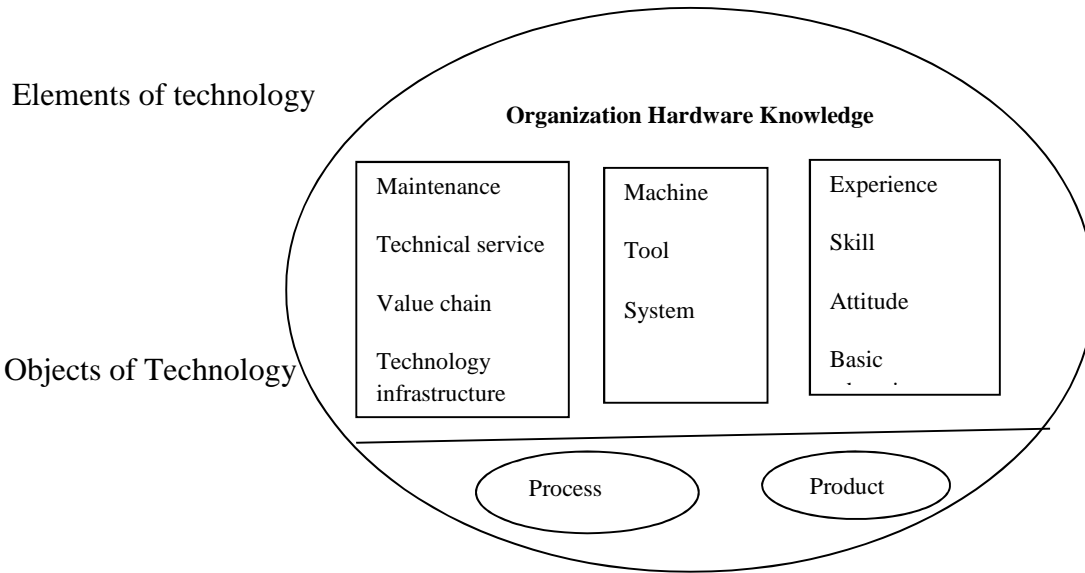 Elements of technology
Organization Hardware Knowledge
Maintenance
Technical service
Value chain
Technology
infrastructure
Machine
Tool
System
Experience
Skill
Attitude
Basic
Objects of Technology
Process
Product